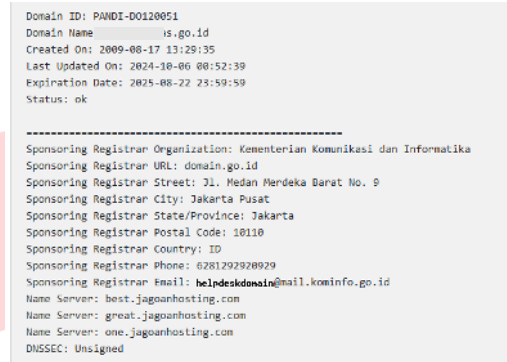 Domain ID: PANDI-DO120051
Domain Name s.go.id
Created On: 2009-08-17 13:29:35
Last Updated On: 2024-10-06 00:52:39
Expiration Date: 2025-08-22 23:59:59
Status: ok
------------------------------------------------------
Sponsoring Registrar Organization: Kementerian Komunikasi dan Informatika
Sponsoring Registrar URL: domain.go.id
Sponsoring Registrar Street: Jl. Medan Merdeka Barat No. 9
Sponsoring Registrar City: Jakarta Pusat
Sponsoring Registrar State/Province: Jakarta
Sponsoring Registrar Postal Code: 10110
Sponsoring Registrar Country: ID
Sponsoring Registrar Phone: 6281292920929
Sponsoring Registrar Email: helpdeskdomain@mail.kominfo.go.id
Name Server: best.jagoanhosting.com
Name Server: great.jagoanhosting.com
Name Server: one.jagoanhosting.com
DNSSEC: Unsigned